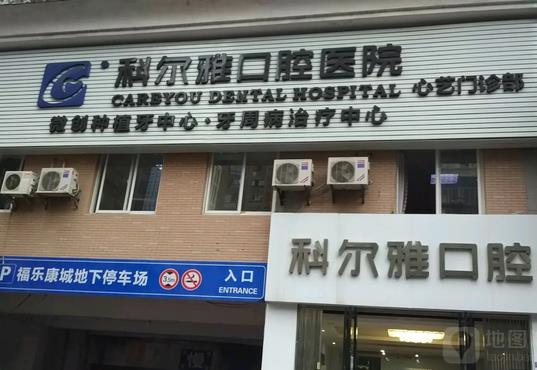 科尔雅口腔医院
CAREYOU DENTAL HOSPITAL 心艺门诊部
微创种植牙中心·牙周病治疗中心
科尔雅口腔
P 福乐康城地下停车场 入口
ENTRANCE
地图